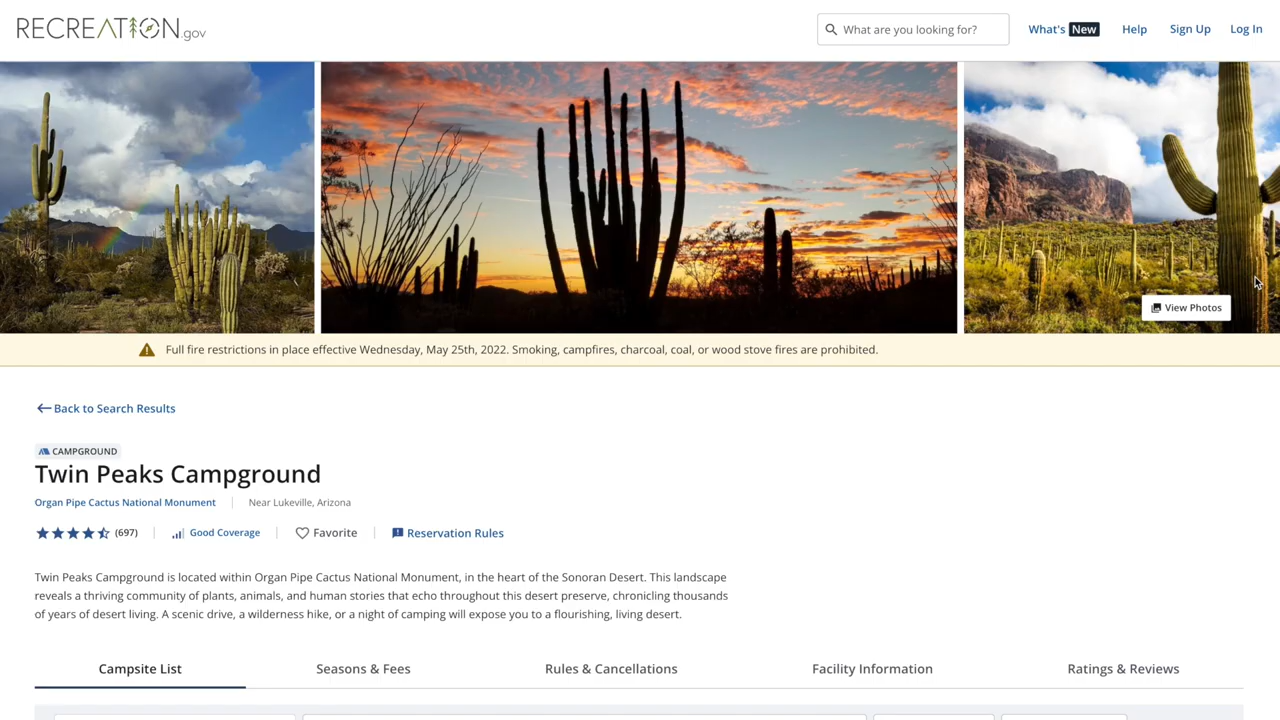 RECREATION.gov
What are you looking for?
What's New
Help
Sign Up
Log In
View Photos
Full fire restrictions in place effective Wednesday, May 25th, 2022. Smoking, campfires, charcoal, coal, or wood stove fires are prohibited.
Back to Search Results
CAMPGROUND
Twin Peaks Campground
Organ Pipe Cactus National Monument
Near Lukeville, Arizona
(697)
Good Coverage
Favorite
Reservation Rules
Twin Peaks Campground is located within Organ Pipe Cactus National Monument, in the heart of the Sonoran Desert. This landscape
reveals a thriving community of plants, animals, and human stories that echo throughout this desert preserve, chronicling thousands
of years of desert living. A scenic drive, a wilderness hike, or a night of camping will expose you to a flourishing, living desert.
Campsite List
Seasons & Fees
Rules & Cancellations
Facility Information
Ratings & Reviews